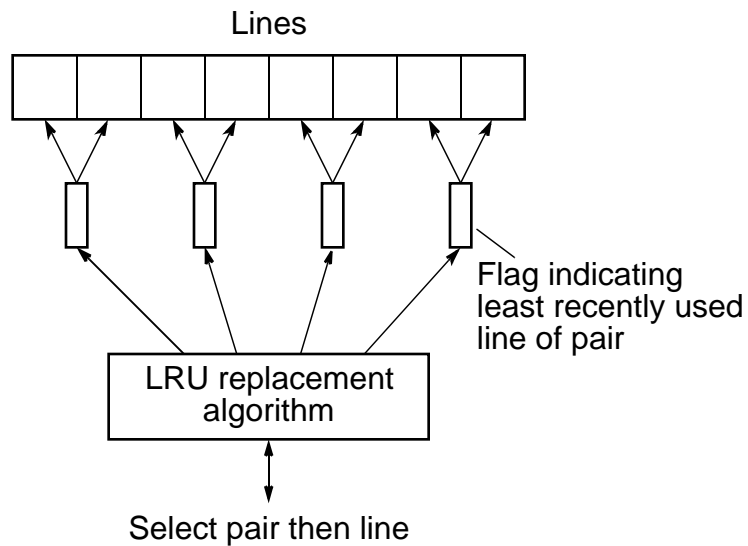 Lines
Flag indicating
least recently used
line of pair
LRU replacement
algorithm
Select pair then line